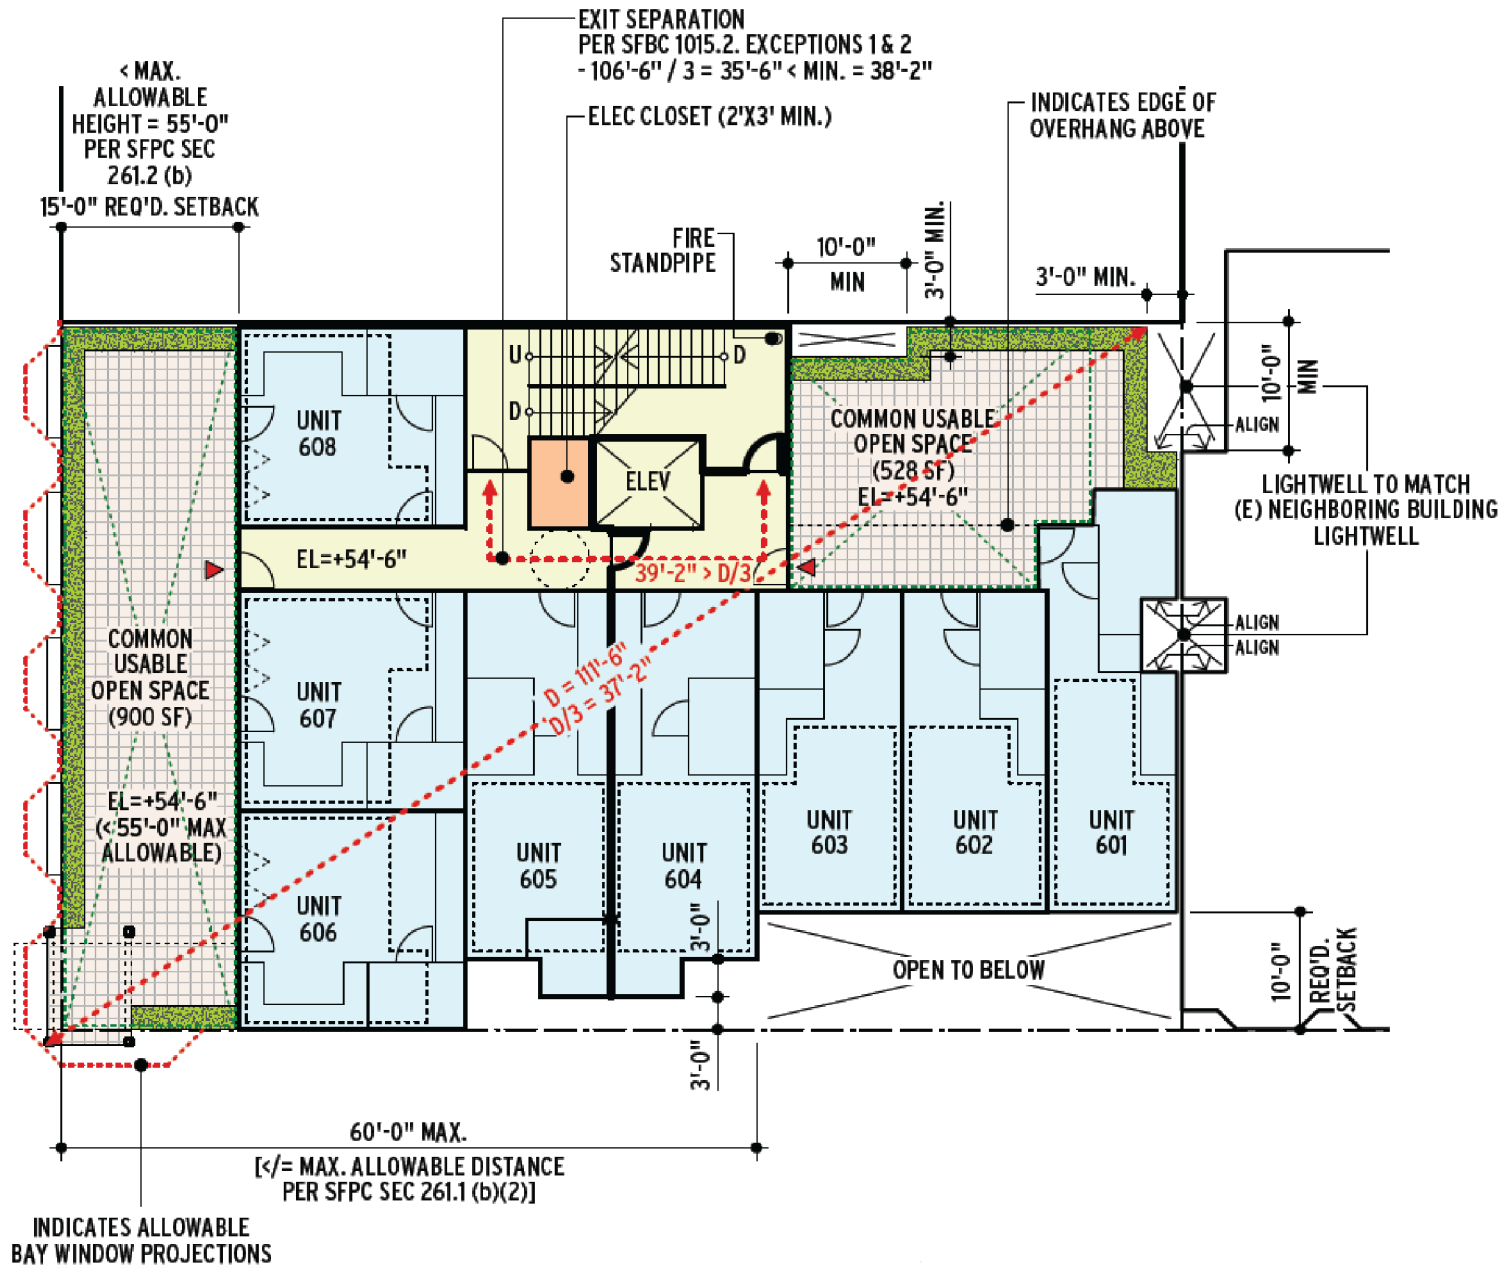 EXIT SEPARATION
PER SFBC 1015.2. EXCEPTIONS 1 & 2
- 106'-6" / 3 = 35'-6" < MIN. = 38'-2"
ELEC CLOSET (2'X3' MIN.)
< MAX.
ALLOWABLE
HEIGHT = 55'-0"
PER SFPC SEC
261.2 (b)
15'-0" REQ'D. SETBACK
INDICATES EDGE OF
OVERHANG ABOVE
FIRE
STANDPIPE
10'-0"
MIN
3'-0" MIN.
3'-0" MIN.
10'-0"
MIN
U
D
D
UNIT
608
ELEV
COMMON USABLE
OPEN SPACE
(528 SF)
EL=+54'-6"
ALIGN
LIGHTWELL TO MATCH
(E) NEIGHBORING BUILDING
LIGHTWELL
EL=+54'-6"
39'-2" > D/3
ALIGN
ALIGN
COMMON
USABLE
OPEN SPACE
(900 SF)
UNIT
607
D = 111'-6"
D/3 = 37'-2"
EL=+54'-6"
(< 55'-0" MAX
ALLOWABLE)
UNIT
606
UNIT
605
UNIT
604
UNIT
603
UNIT
602
UNIT
601
3'-0"
OPEN TO BELOW
10'-0"
REQ'D.
SETBACK
3'-0"
60'-0" MAX.
[</= MAX. ALLOWABLE DISTANCE
PER SFPC SEC 261.1 (b)(2)]
INDICATES ALLOWABLE
BAY WINDOW PROJECTIONS